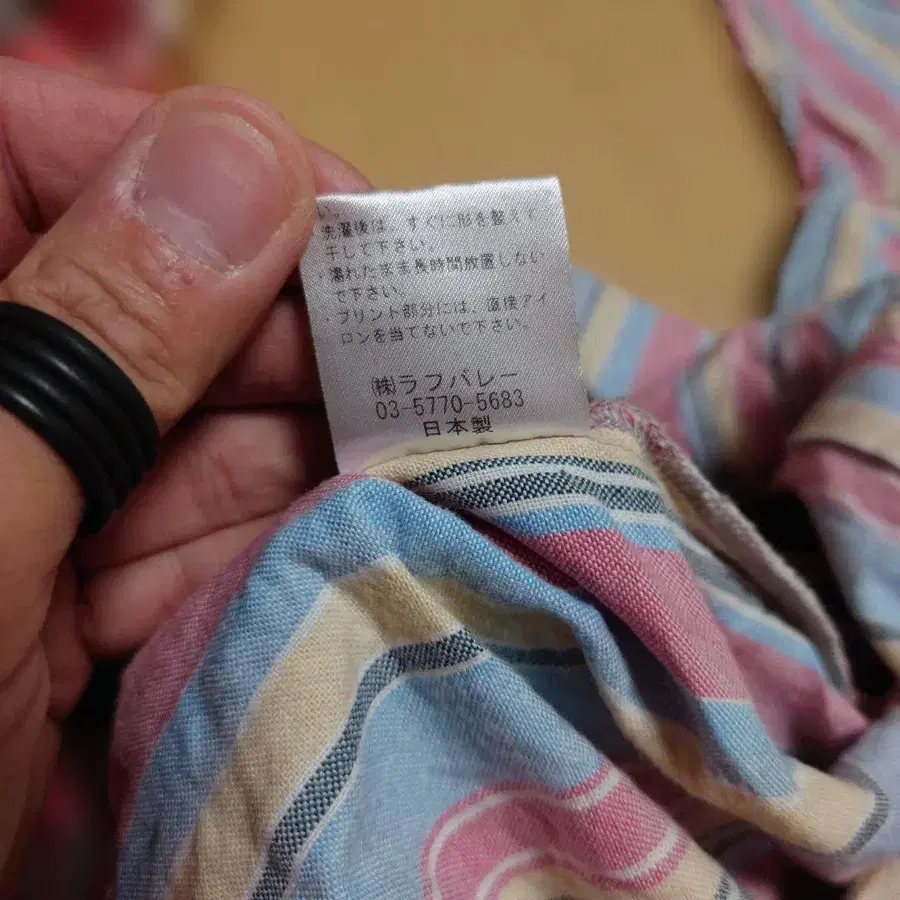 い。
洗濯後は、すぐに形を整えて
干して下さい。
・濡れたまま長時間放置しない
で下さい。
・プリント部分には、直接アイ
ロンを当てないで下さい。
㈱ラフバレー
03-5770-5683
日本製